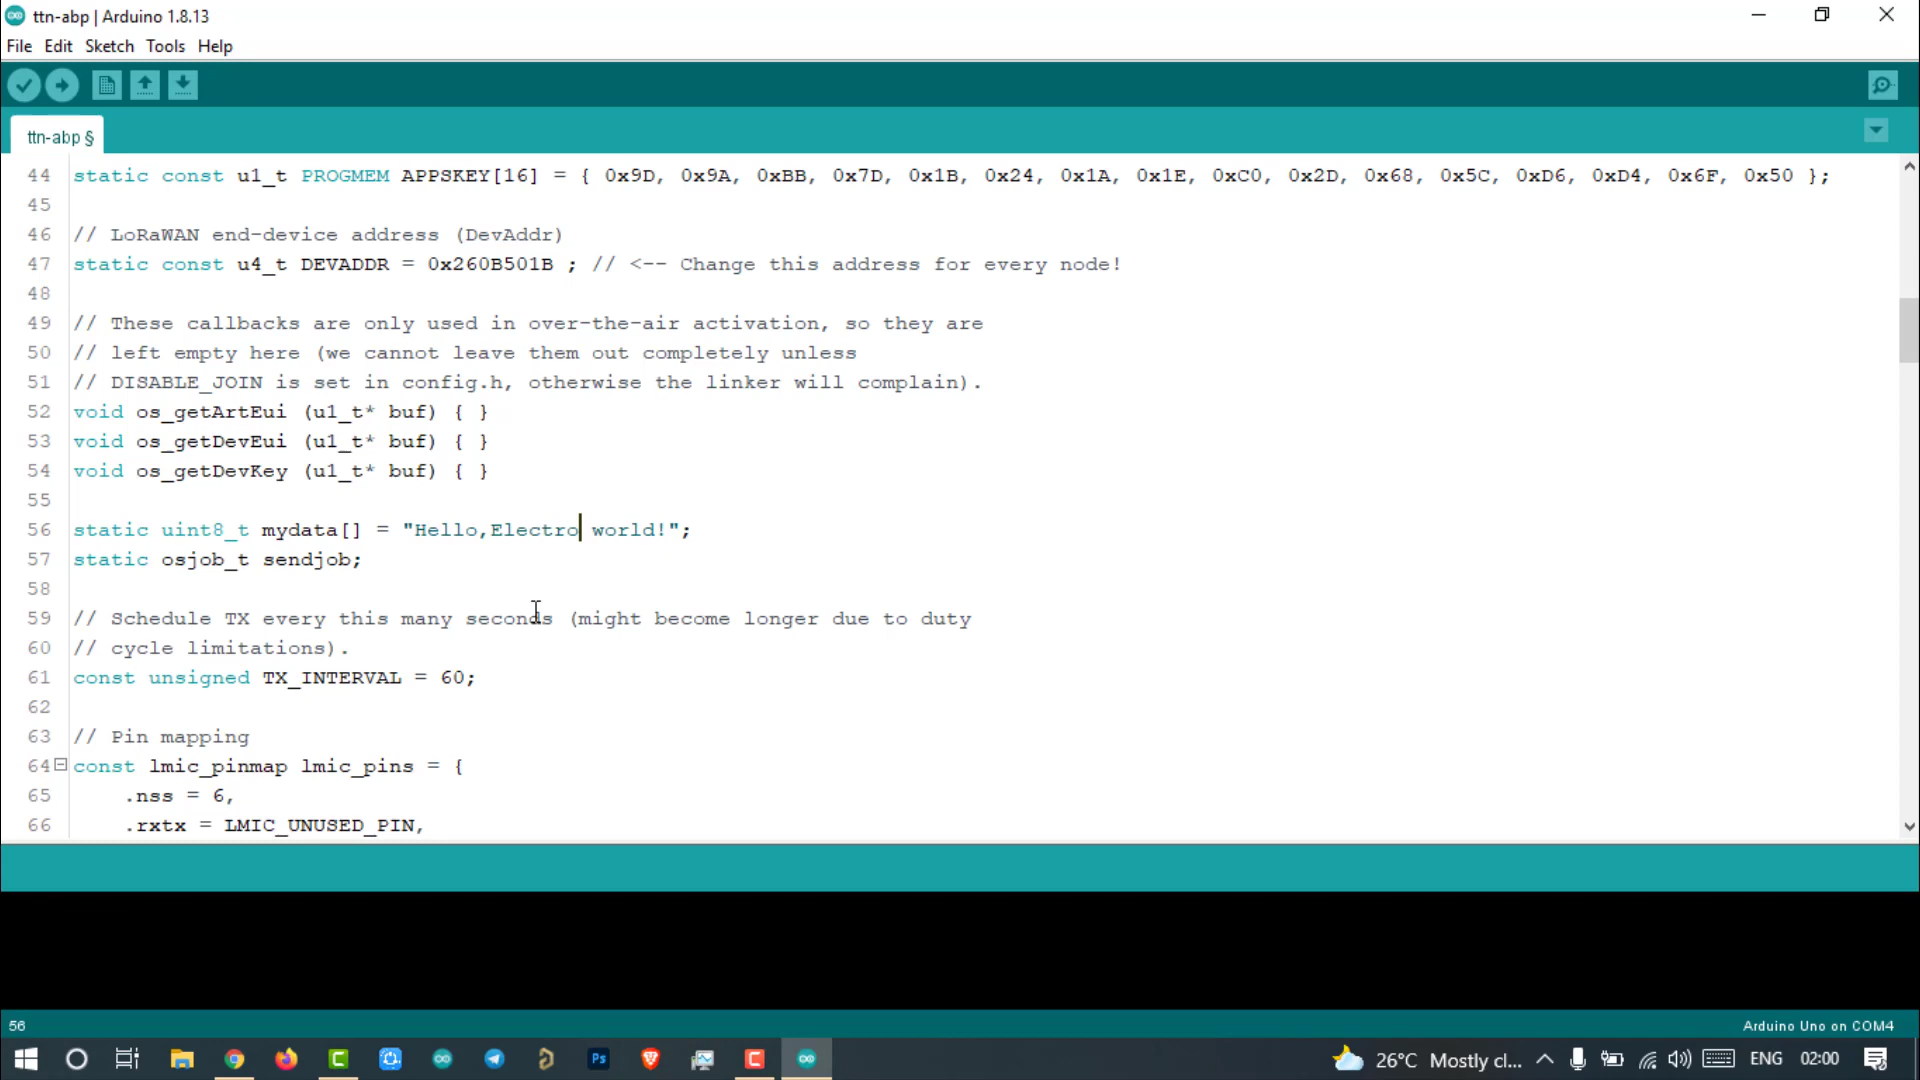 ttn-abp | Arduino 1.8.13
File Edit Sketch Tools Help
ttn-abp §
44 static const u1_t PROGMEM APPSKEY[16] = { 0x9D, 0x9A, 0xBB, 0x7D, 0x1B, 0x24, 0x1A, 0x1E, 0xC0, 0x2D, 0x68, 0x5C, 0xD6, 0xD4, 0x6F, 0x50 };
45
46 // LoRaWAN end-device address (DevAddr)
47 static const u4_t DEVADDR = 0x260B501B ; // <-- Change this address for every node!
48
49 // These callbacks are only used in over-the-air activation, so they are
50 // left empty here (we cannot leave them out completely unless
51 // DISABLE_JOIN is set in config.h, otherwise the linker will complain).
52 void os_getArtEui (u1_t* buf) { }
53 void os_getDevEui (u1_t* buf) { }
54 void os_getDevKey (u1_t* buf) { }
55
56 static uint8_t mydata[] = "Hello,Electro world!";
57 static osjob_t sendjob;
58
59 // Schedule TX every this many seconds (might become longer due to duty
60 // cycle limitations).
61 const unsigned TX_INTERVAL = 60;
62
63 // Pin mapping
64 const lmic_pinmap lmic_pins = {
65 .nss = 6,
66 .rxtx = LMIC_UNUSED_PIN,
56
Arduino Uno on COM4
Ps
26°C Mostly cl... ENG 02:00